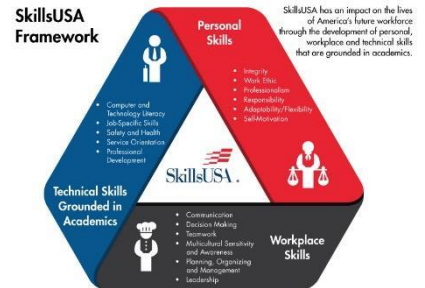 SkillsUSA
Framework
SkillsUSA has an impact on the lives
of America's future workforce
through the development of personal,
workplace and technical skills
that are grounded in academics.
Personal
Skills
• Integrity
• Work Ethic
• Professionalism
• Responsibility
• Adaptability/Flexibility
• Self-Motivation
• Computer and
Technology Literacy
• Job-Specific Skills
• Safety and Health
• Service Orientation
• Professional
Development
SkillsUSA.
Technical Skills
Grounded in
Academics
• Communication
• Decision Making
• Teamwork
• Multicultural Sensitivity
and Awareness
• Planning, Organizing
and Management
• Leadership
Workplace
Skills